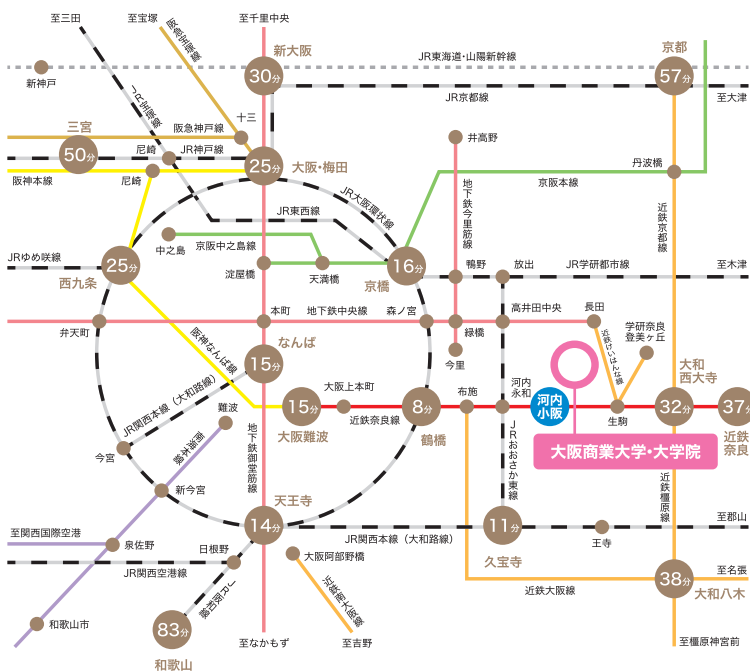 至三田
至宝塚
阪急宝塚線
至千里中央
新大阪
30分
京都
57分
JR東海道・山陽新幹線
新神戸
JR宝塚線
JR京都線
至大津
十三
三宮
50分
阪急神戸線
尼崎
JR神戸線
25分
大阪・梅田
井高野
阪神本線
尼崎
丹波橋
京阪本線
JR大阪環状線
地下鉄今里筋線
近鉄京都線
JR東西線
中之島
京阪中之島線
JRゆめ咲線
25分
西九条
淀屋橋
天満橋
16分
京橋
鴨野
放出
JR学研都市線
至木津
弁天町
本町
地下鉄中央線
森ノ宮
緑橋
高井田中央
長田
今里
近鉄けいはんな線
学研奈良
登美ヶ丘
阪神なんば線
なんば
15分
JR関西本線（大和路線）
大阪上本町
15分
大阪難波
近鉄奈良線
8分
鶴橋
布施
河内
永和
河内
小阪
生駒
大和
西大寺
32分
37分
近鉄
奈良
大阪商業大学・大学院
難波
南海本線
今宮
新今宮
地下鉄御堂筋線
JRおおさか東線
近鉄橿原線
天王寺
14分
JR関西本線（大和路線）
11分
久宝寺
王寺
至郡山
至関西国際空港
泉佐野
日根野
JR関西空港線
大阪阿部野橋
近鉄南大阪線
JR阪和線
近鉄大阪線
38分
至名張
大和八木
和歌山市
83分
和歌山
至なかもず
至吉野
至橿原神宮前